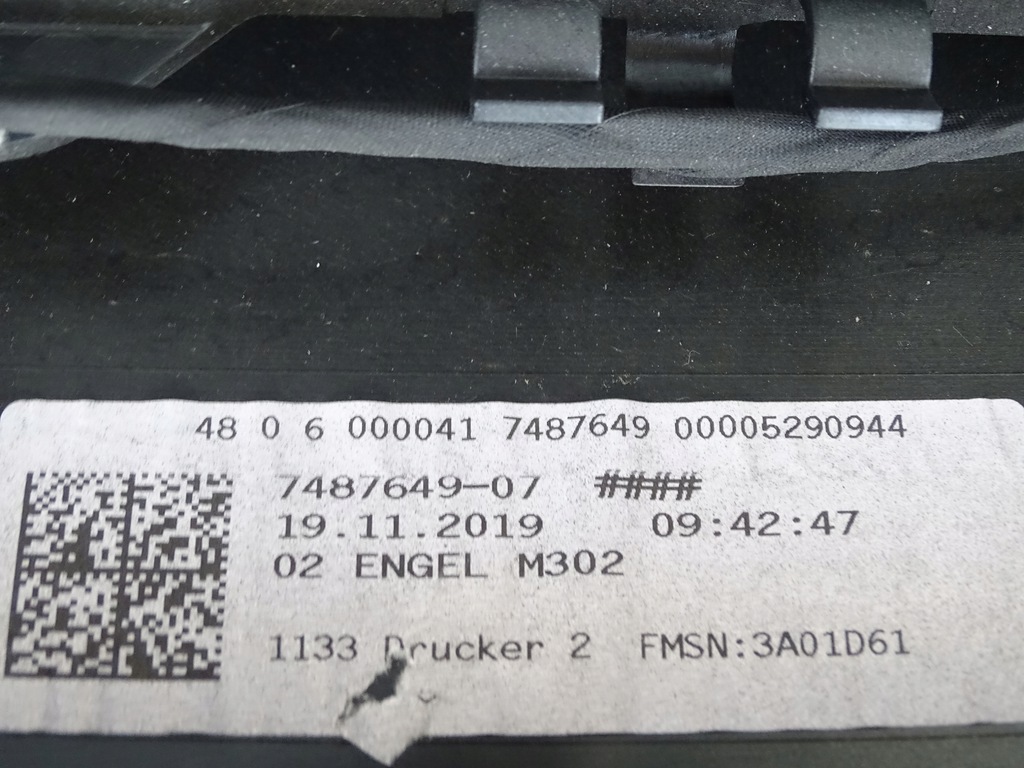 48 0 6 000041 7487649 00005290944
7487649-07 ####
19.11.2019 09:42:47
02 ENGEL M302
1133 Drucker 2 FMSN:3A01D61